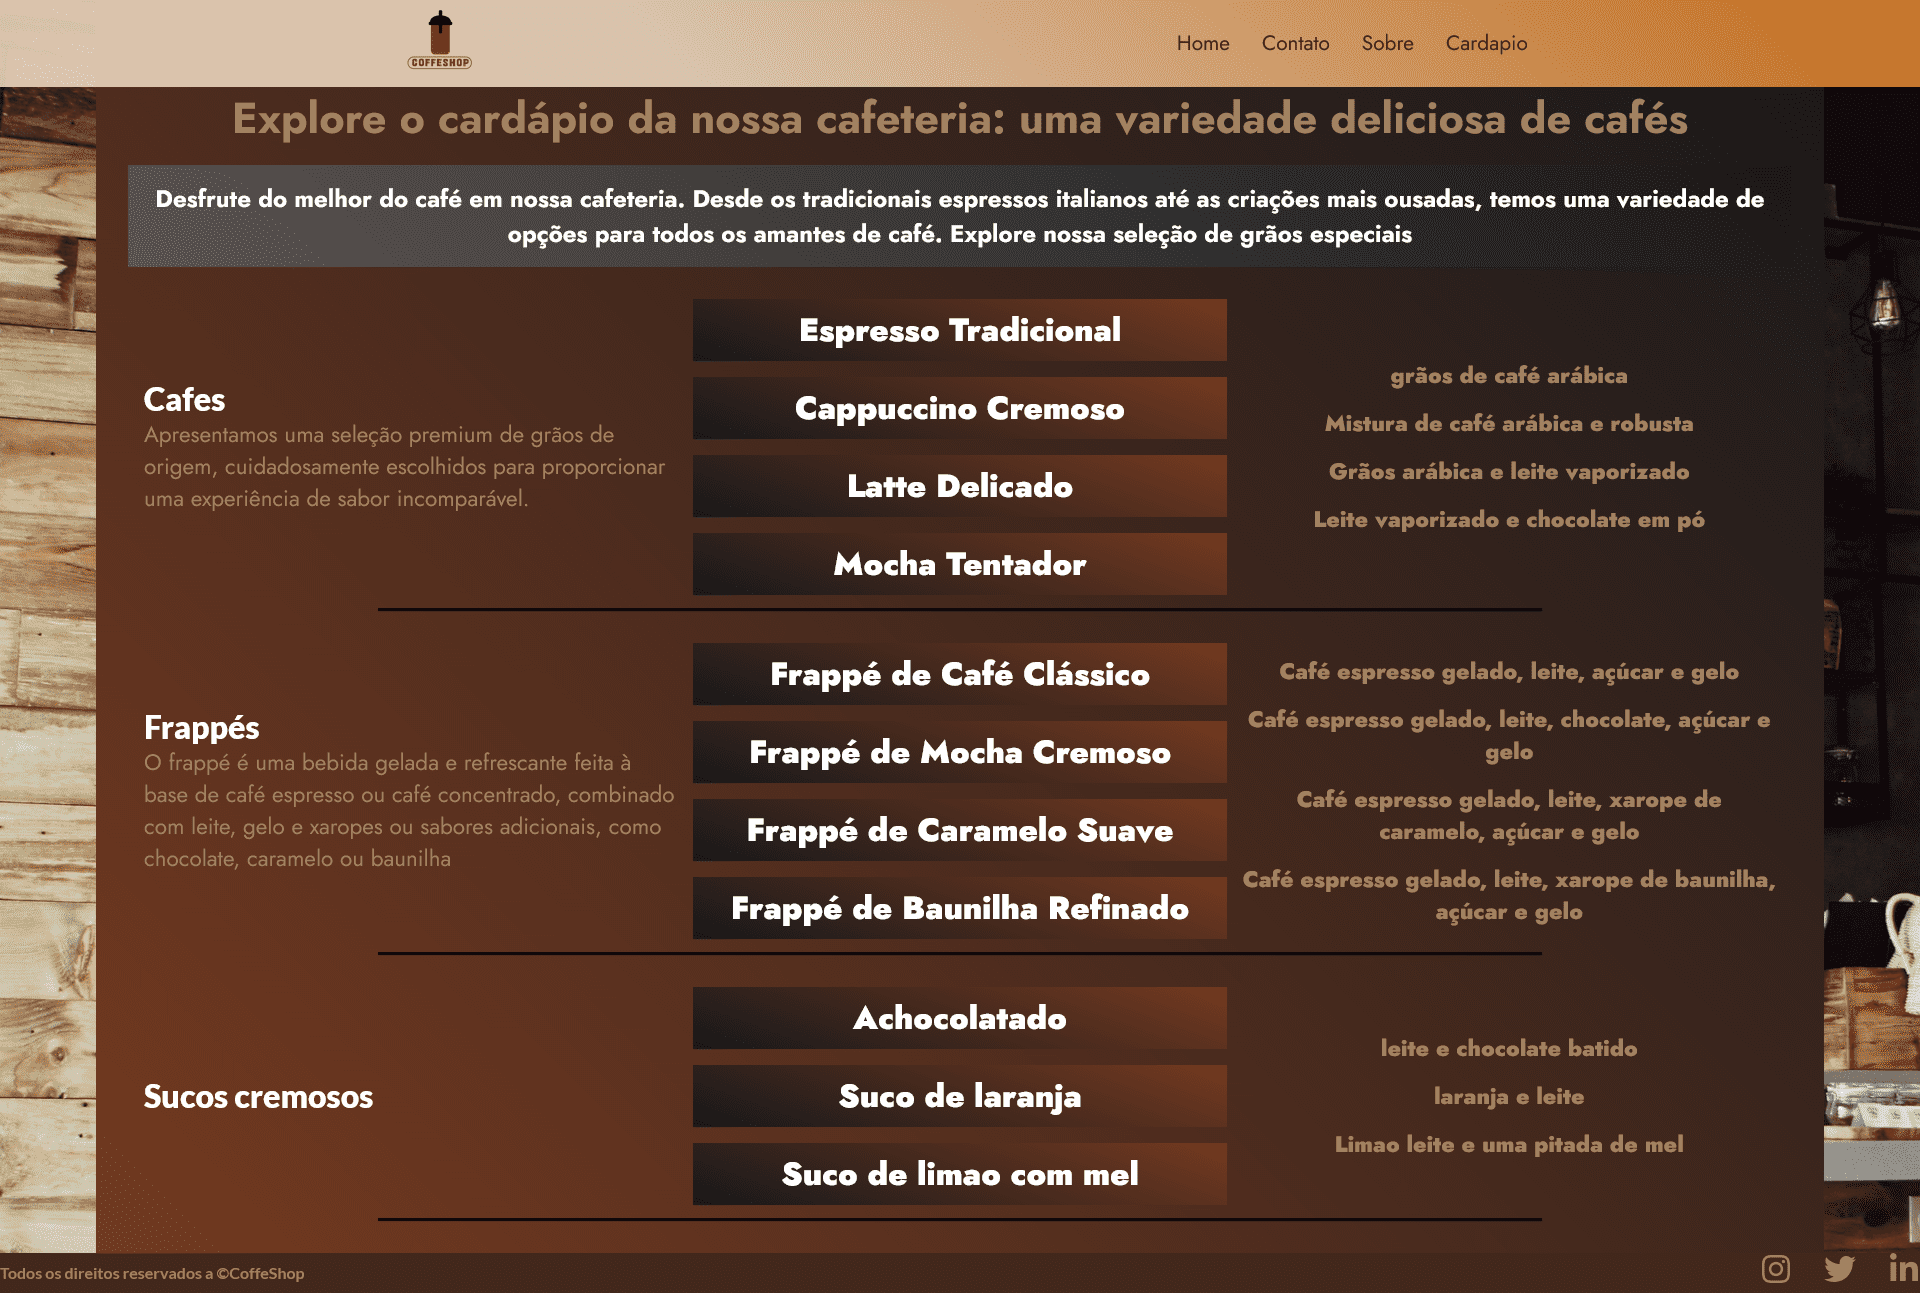 COFFESHOP
Home Contato Sobre Cardapio
Explore o cardápio da nossa cafeteria: uma variedade deliciosa de cafés
Desfrute do melhor do café em nossa cafeteria. Desde os tradicionais espressos italianos até as criações mais ousadas, temos uma variedade de
opções para todos os amantes de café. Explore nossa seleção de grãos especiais
Cafes
Apresentamos uma seleção premium de grãos de
origem, cuidadosamente escolhidos para proporcionar
uma experiência de sabor incomparável.
Espresso Tradicional
Cappuccino Cremoso
Latte Delicado
Mocha Tentador
grãos de café arábica
Mistura de café arábica e robusta
Grãos arábica e leite vaporizado
Leite vaporizado e chocolate em pó
Frappés
O frappé é uma bebida gelada e refrescante feita à
base de café espresso ou café concentrado, combinado
com leite, gelo e xaropes ou sabores adicionais, como
chocolate, caramelo ou baunilha
Frappé de Café Clássico
Frappé de Mocha Cremoso
Frappé de Caramelo Suave
Frappé de Baunilha Refinado
Café espresso gelado, leite, açúcar e gelo
Café espresso gelado, leite, chocolate, açúcar e
gelo
Café espresso gelado, leite, xarope de
caramelo, açúcar e gelo
Café espresso gelado, leite, xarope de baunilha,
açúcar e gelo
Sucos cremosos
Achocolatado
Suco de laranja
Suco de limao com mel
leite e chocolate batido
laranja e leite
Limao leite e uma pitada de mel
Todos os direitos reservados a ©CoffeShop